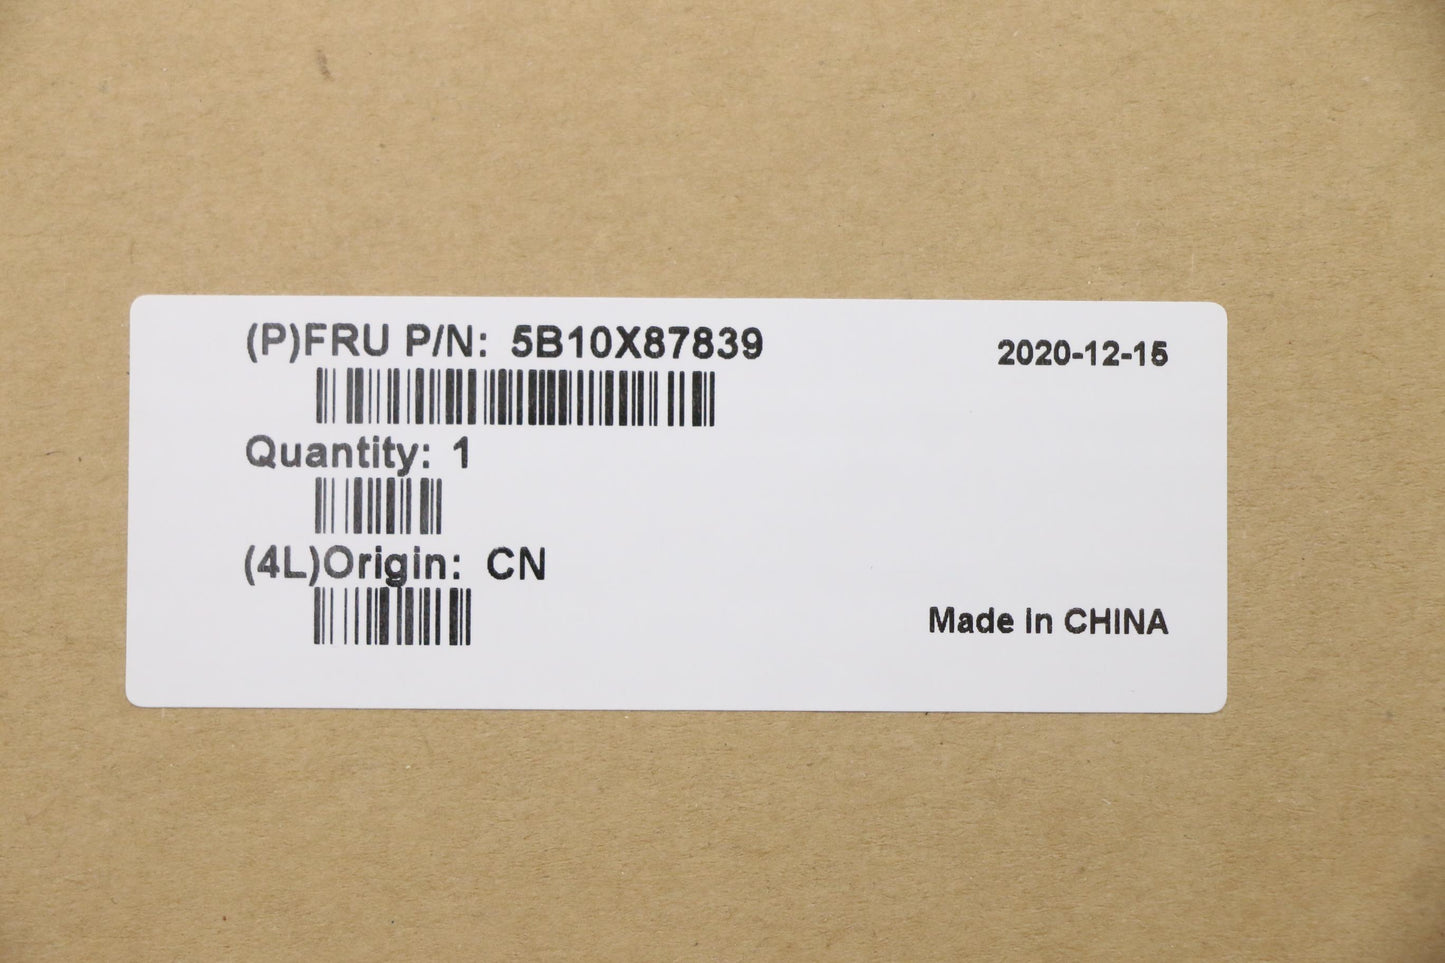 (P)FRU P/N: 5B10X87839
2020-12-15
Quantity: 1
(4L)Origin: CN
Made in CHINA